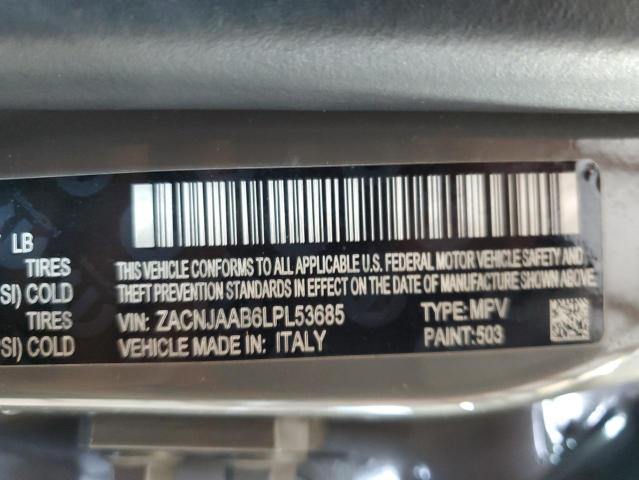 LB
THIS VEHICLE CONFORMS TO ALL APPLICABLE U.S. FEDERAL MOTOR VEHICLE SAFETY AND
TIRES
THEFT PREVENTION STANDARDS IN EFFECT ON THE DATE OF MANUFACTURE SHOWN ABOVE.
SI) COLD
TIRES
VIN: ZACNJAAB6LPL53685 TYPE: MPV
SI) COLD
VEHICLE MADE IN: ITALY PAINT: 503